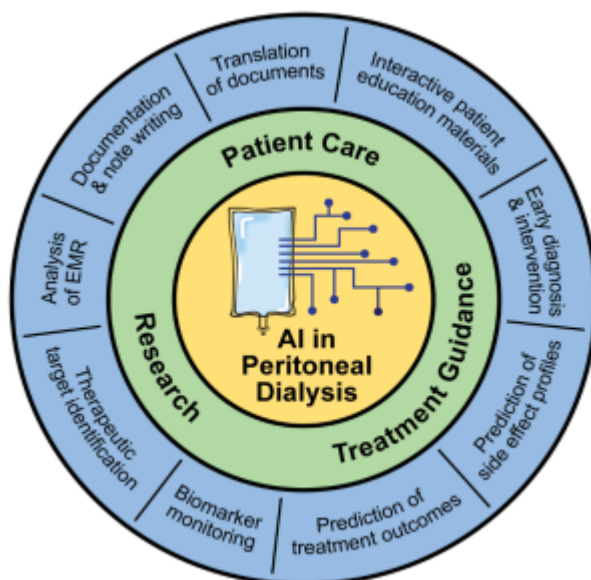 Translation
of documents
Interactive patient
education materials
Early diagnosis
& intervention
Prediction of
side effect profiles
Prediction of
treatment outcomes
Biomarker
monitoring
Therapeutic
target identification
Analysis
of EMR
Documentation
& note writing
Patient Care
Treatment Guidance
Research
AI in
Peritoneal
Dialysis